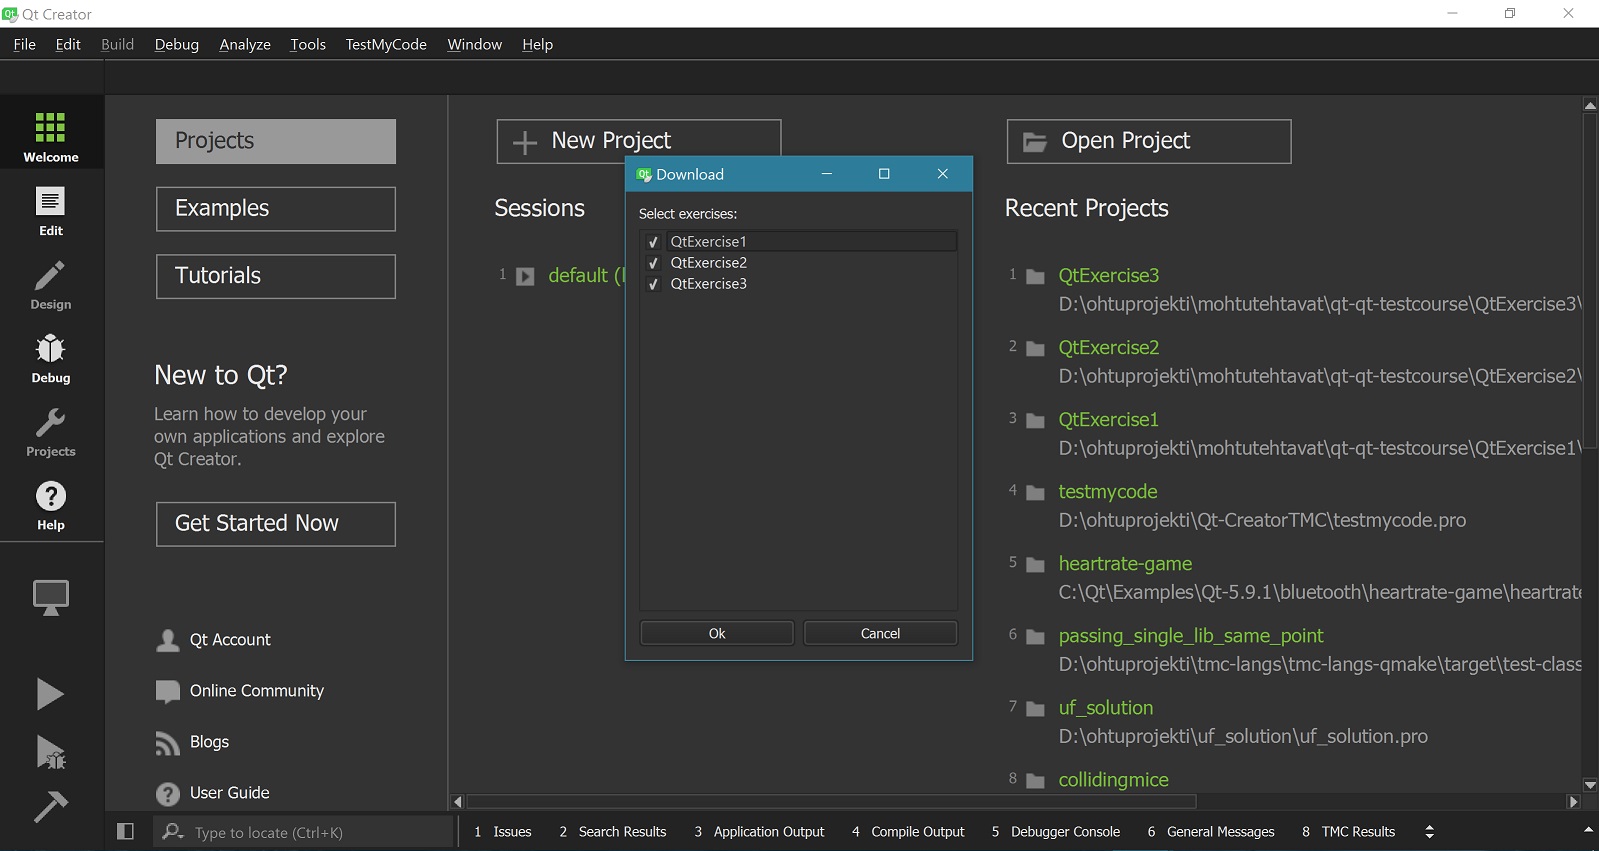 Qt Creator
File Edit Build Debug Analyze Tools TestMyCode Window Help
Welcome
Edit
Design
Debug
Projects
Help
Projects
Examples
Tutorials
New to Qt?
Learn how to develop your
own applications and explore
Qt Creator.
Get Started Now
Qt Account
Online Community
Blogs
User Guide
New Project
Sessions
1 default (l
Download
Select exercises:
QtExercise1
QtExercise2
QtExercise3
Ok Cancel
Open Project
Recent Projects
1 QtExercise3
D:\ohtuprojekti\mohtutehtavat\qt-qt-testcourse\QtExercise3\
2 QtExercise2
D:\ohtuprojekti\mohtutehtavat\qt-qt-testcourse\QtExercise2\
3 QtExercise1
D:\ohtuprojekti\mohtutehtavat\qt-qt-testcourse\QtExercise1\
4 testmycode
D:\ohtuprojekti\Qt-CreatorTMC\testmycode.pro
5 heartrate-game
C:\Qt\Examples\Qt-5.9.1\bluetooth\heartrate-game\heartrate
6 passing_single_lib_same_point
D:\ohtuprojekti\tmc-langs\tmc-langs-qmake\target\test-class
7 uf_solution
D:\ohtuprojekti\uf_solution\uf_solution.pro
8 collidingmice
Type to locate (Ctrl+K)
1 Issues 2 Search Results 3 Application Output 4 Compile Output 5 Debugger Console 6 General Messages 8 TMC Results